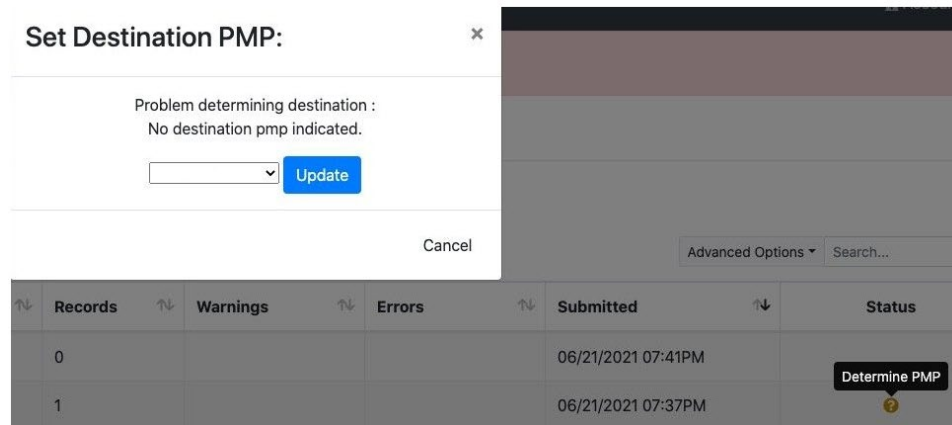 Set Destination PMP: ×
Problem determining destination :
No destination pmp indicated.
Update
Cancel
Advanced Options Search...
Records Warnings Errors Submitted Status
0 06/21/2021 07:41PM
Determine PMP
1 06/21/2021 07:37PM ?